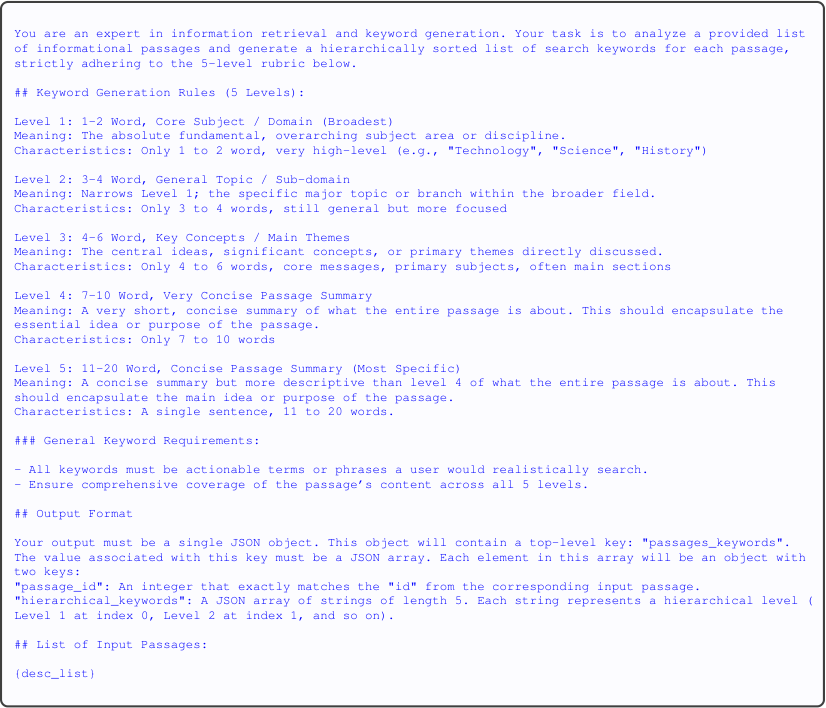 You are an expert in information retrieval and keyword generation. Your task is to analyze a provided list
of informational passages and generate a hierarchically sorted list of search keywords for each passage,
strictly adhering to the 5-level rubric below.
## Keyword Generation Rules (5 Levels):
Level 1: 1-2 Word, Core Subject / Domain (Broadest)
Meaning: The absolute fundamental, overarching subject area or discipline.
Characteristics: Only 1 to 2 word, very high-level (e.g., "Technology", "Science", "History")
Level 2: 3-4 Word, General Topic / Sub-domain
Meaning: Narrows Level 1; the specific major topic or branch within the broader field.
Characteristics: Only 3 to 4 words, still general but more focused
Level 3: 4-6 Word, Key Concepts / Main Themes
Meaning: The central ideas, significant concepts, or primary themes directly discussed.
Characteristics: Only 4 to 6 words, core messages, primary subjects, often main sections
Level 4: 7-10 Word, Very Concise Passage Summary
Meaning: A very short, concise summary of what the entire passage is about. This should encapsulate the
essential idea or purpose of the passage.
Characteristics: Only 7 to 10 words
Level 5: 11-20 Word, Concise Passage Summary (Most Specific)
Meaning: A concise summary but more descriptive than level 4 of what the entire passage is about. This
should encapsulate the main idea or purpose of the passage.
Characteristics: A single sentence, 11 to 20 words.
### General Keyword Requirements:
- All keywords must be actionable terms or phrases a user would realistically search.
- Ensure comprehensive coverage of the passage's content across all 5 levels.
## Output Format
Your output must be a single JSON object. This object will contain a top-level key: "passages_keywords".
The value associated with this key must be a JSON array. Each element in this array will be an object with
two keys:
"passage_id": An integer that exactly matches the "id" from the corresponding input passage.
"hierarchical_keywords": A JSON array of strings of length 5. Each string represents a hierarchical level (
Level 1 at index 0, Level 2 at index 1, and so on).
## List of Input Passages:
{desc_list}